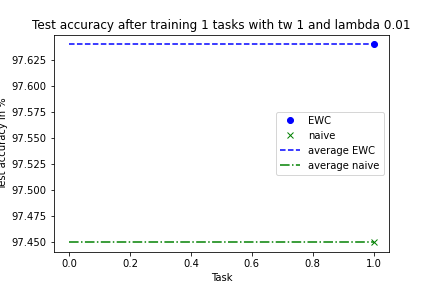 Test accuracy after training 1 tasks with tw 1 and lambda 0.01
Test accuracy in %
97.625
97.600
97.575
97.550
97.525
97.500
97.475
97.450
EWC
naive
average EWC
average naive
0.0 0.2 0.4 0.6 0.8 1.0
Task